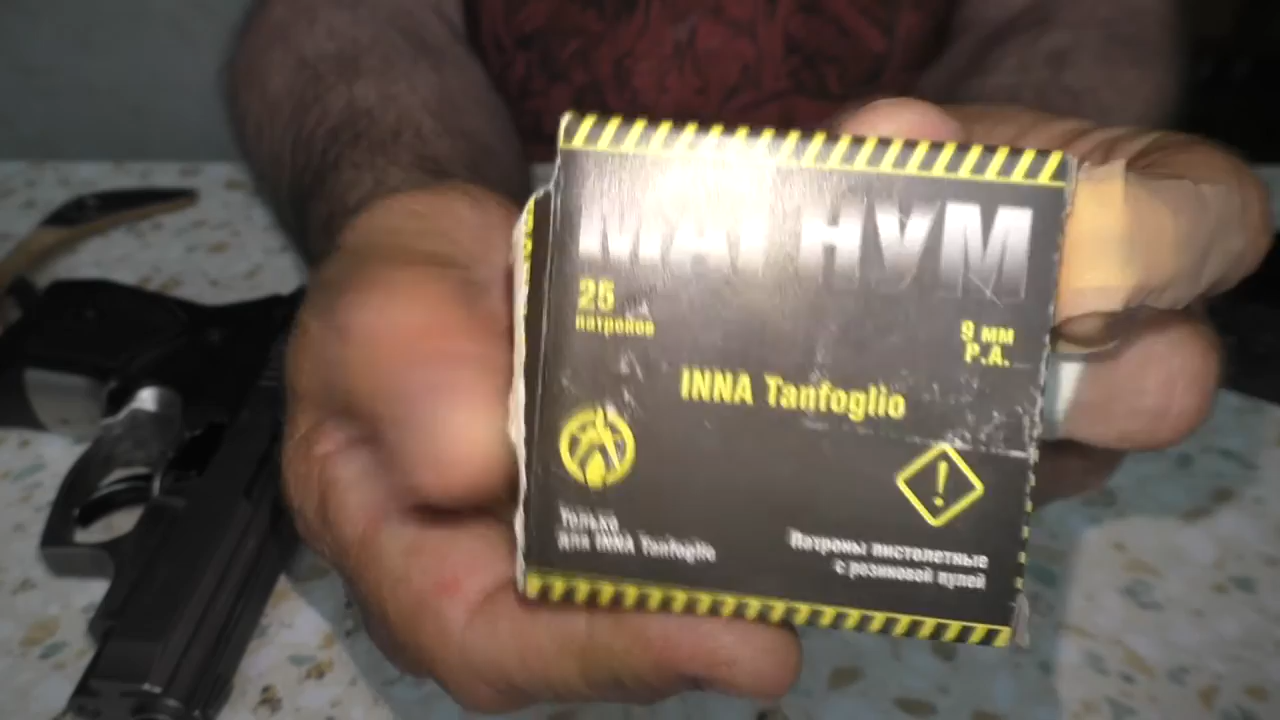 МАГНУМ
25
патронов
9 мм
P.A.
INNA Tanfoglio
Только
для INNA Tanfoglio
Патроны пистолетные
с резиновой пулей